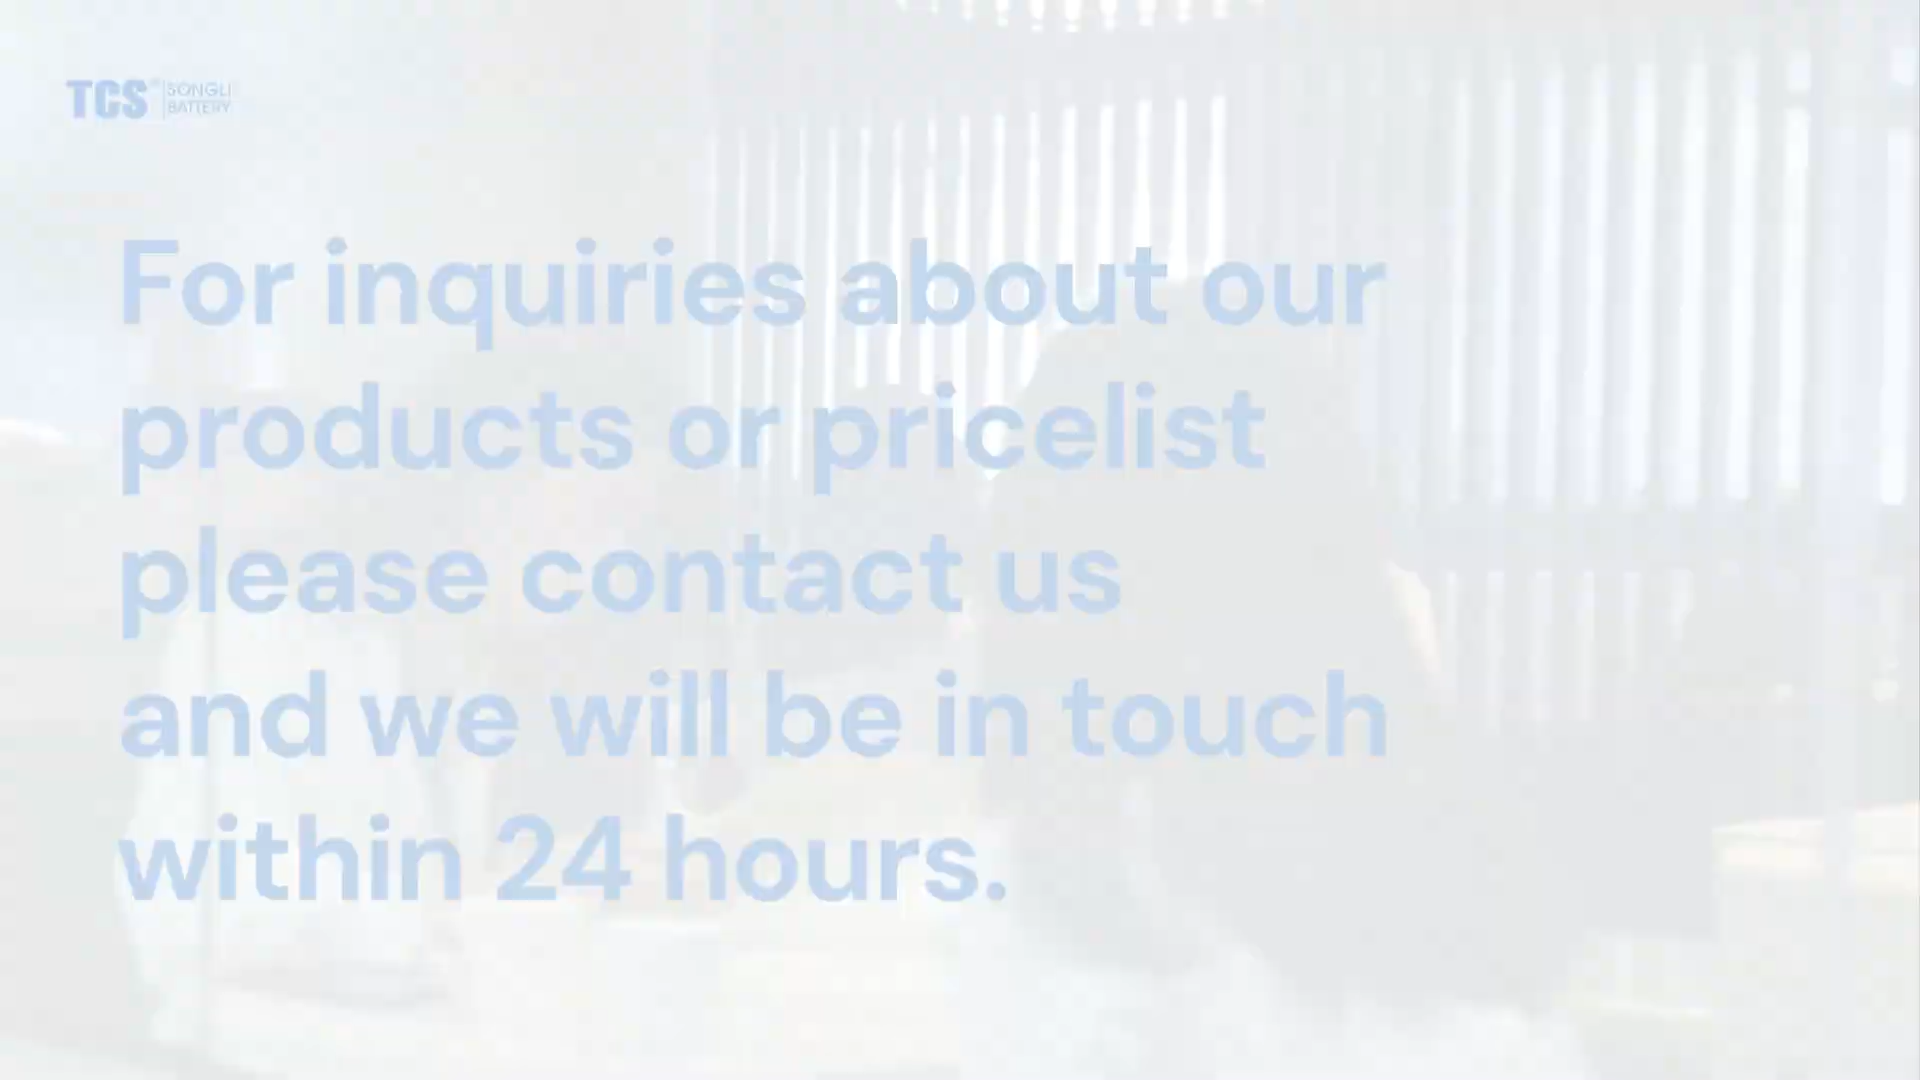 TCS® SONGLI
BATTERY
For inquiries about our
products or pricelist
please contact us
and we will be in touch
within 24 hours.